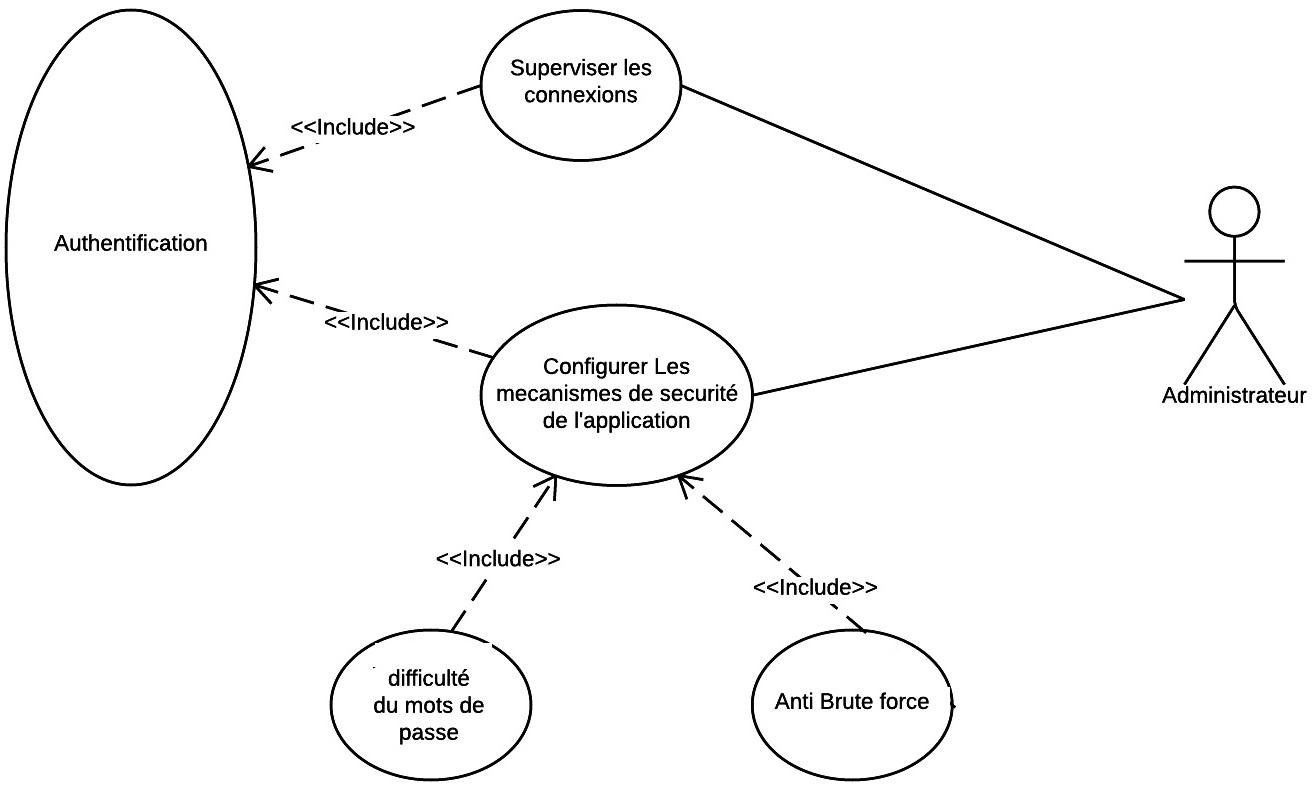 Superviser les
connexions
<<Include>>
Authentification
<<Include>>
Configurer Les
mecanismes de securité
de l'application
Administrateur
<<Include>>
<<Include>>
difficulté
du mots de
passe
Anti Brute force